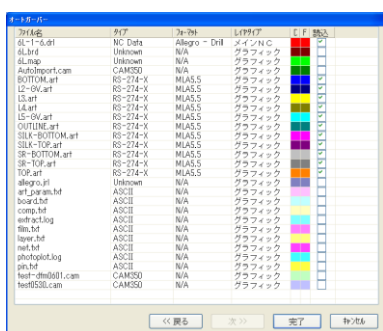 オートガーバー
ファイル名 タイプ フォーマット レイヤタイプ C F 読込
6L-1-6.drl NC Data Allegro - Drill メインNC
6L.brd Unknown N/A グラフィック
6L.map Unknown N/A グラフィック
AutoImport.cam CAM350 N/A グラフィック
BOTTOM.art RS-274-X MLA5.5 グラフィック
L2-GV.art RS-274-X MLA5.5 グラフィック
L3.art RS-274-X MLA5.5 グラフィック
L4.art RS-274-X MLA5.5 グラフィック
L5-GV.art RS-274-X MLA5.5 グラフィック
OUTLINE.art RS-274-X MLA5.5 グラフィック
SILK-BOTTOM.art RS-274-X MLA5.5 グラフィック
SILK-TOP.art RS-274-X MLA5.5 グラフィック
SR-BOTTOM.art RS-274-X MLA5.5 グラフィック
SR-TOP.art RS-274-X MLA5.5 グラフィック
TOP.art RS-274-X MLA5.5 グラフィック
allegro.jrl Unknown N/A グラフィック
art_param.txt ASCII N/A グラフィック
board.txt ASCII N/A グラフィック
comp.txt ASCII N/A グラフィック
extract.log ASCII N/A グラフィック
film.txt ASCII N/A グラフィック
layer.txt ASCII N/A グラフィック
net.txt ASCII N/A グラフィック
photoplot.log ASCII N/A グラフィック
pin.txt ASCII N/A グラフィック
test-dtm0601.cam CAM350 N/A グラフィック
test0530.cam CAM350 N/A グラフィック
<< 戻る 次 >> 完了 キャンセル